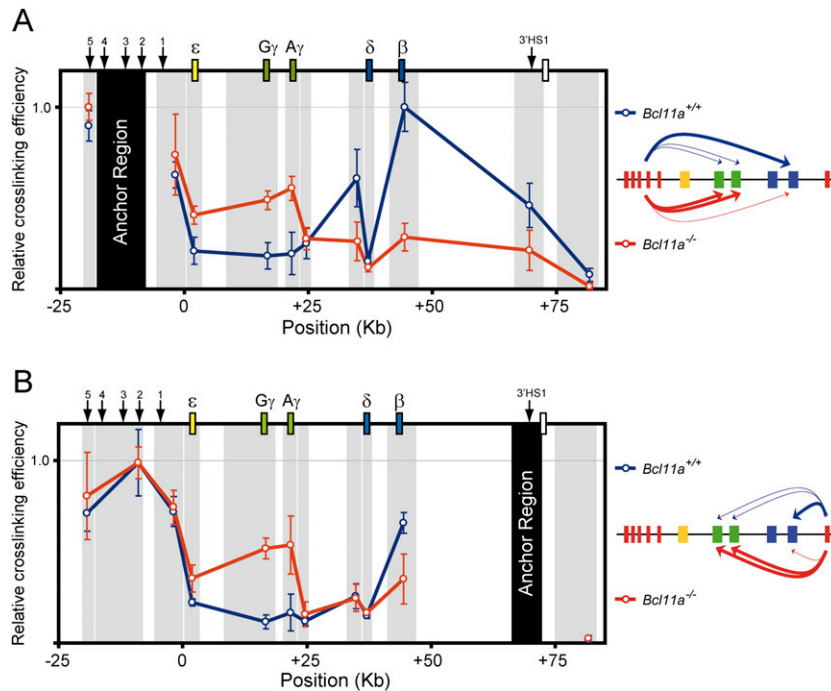 A
5 4 3 2 1 ε Gγ Aγ δ β 3'HS1
Relative crosslinking efficiency
1.0
Anchor Region
-25 0 +25 +50 +75
Position (Kb)
Bcl11a+/+
Bcl11a-/-
B
5 4 3 2 1 ε Gγ Aγ δ β 3'HS1
Relative crosslinking efficiency
1.0
Anchor Region
-25 0 +25 +50 +75
Position (Kb)
Bcl11a+/+
Bcl11a-/-